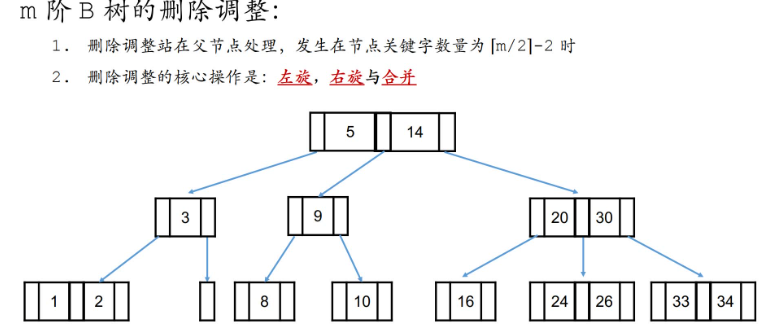 m 阶 B 树的删除调整:
1. 删除调整站在父节点处理，发生在节点关键字数量为⌈m/2⌉-2 时
2. 删除调整的核心操作是：左旋，右旋与合并
5 14
3 9 20 30
1 2 8 10 16 24 26 33 34